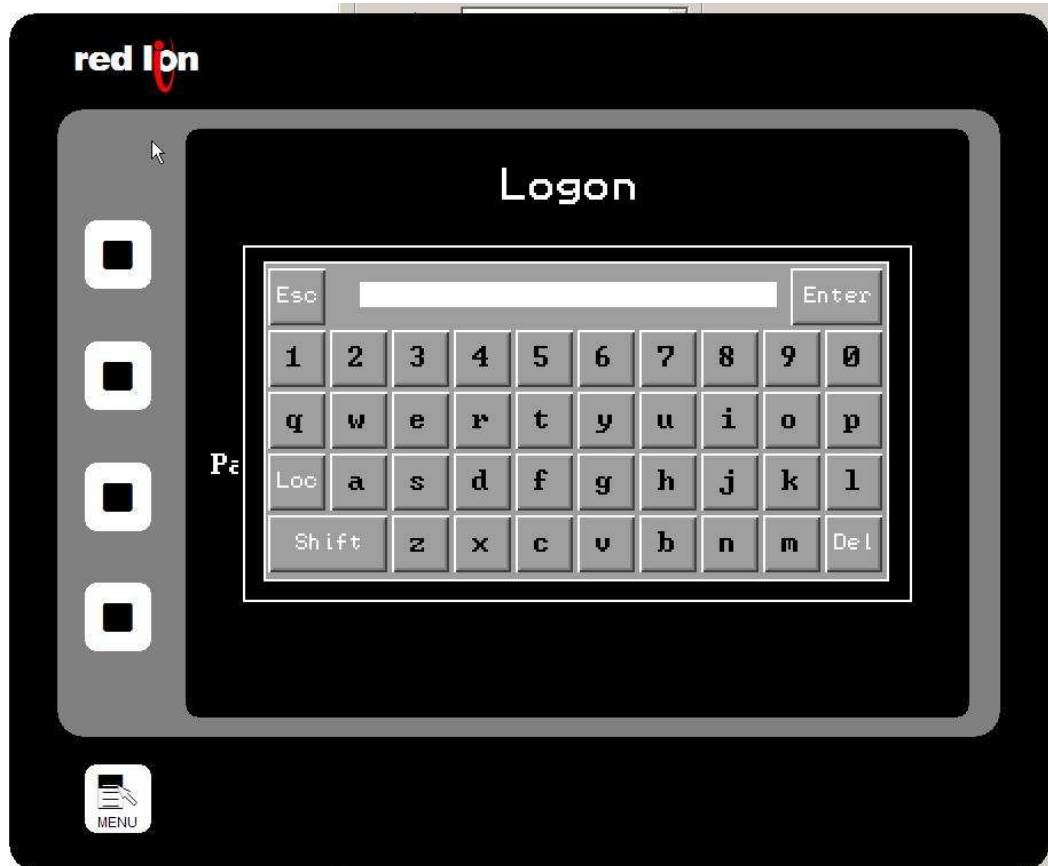 red lion
Logon
Esc Enter
1 2 3 4 5 6 7 8 9 0
q w e r t y u i o p
Loc a s d f g h j k l
Shift z x c v b n m Del
MENU